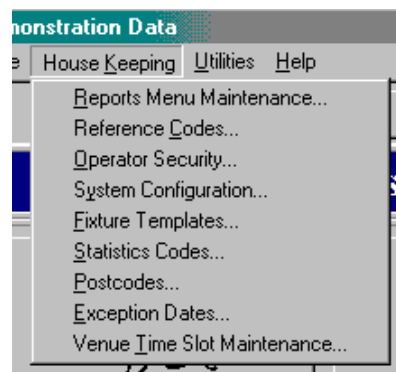 nonstration Data
e House Keeping Utilities Help
Reports Menu Maintenance...
Reference Codes...
Operator Security...
System Configuration...
Fixture Templates...
Statistics Codes...
Postcodes...
Exception Dates...
Venue Time Slot Maintenance...